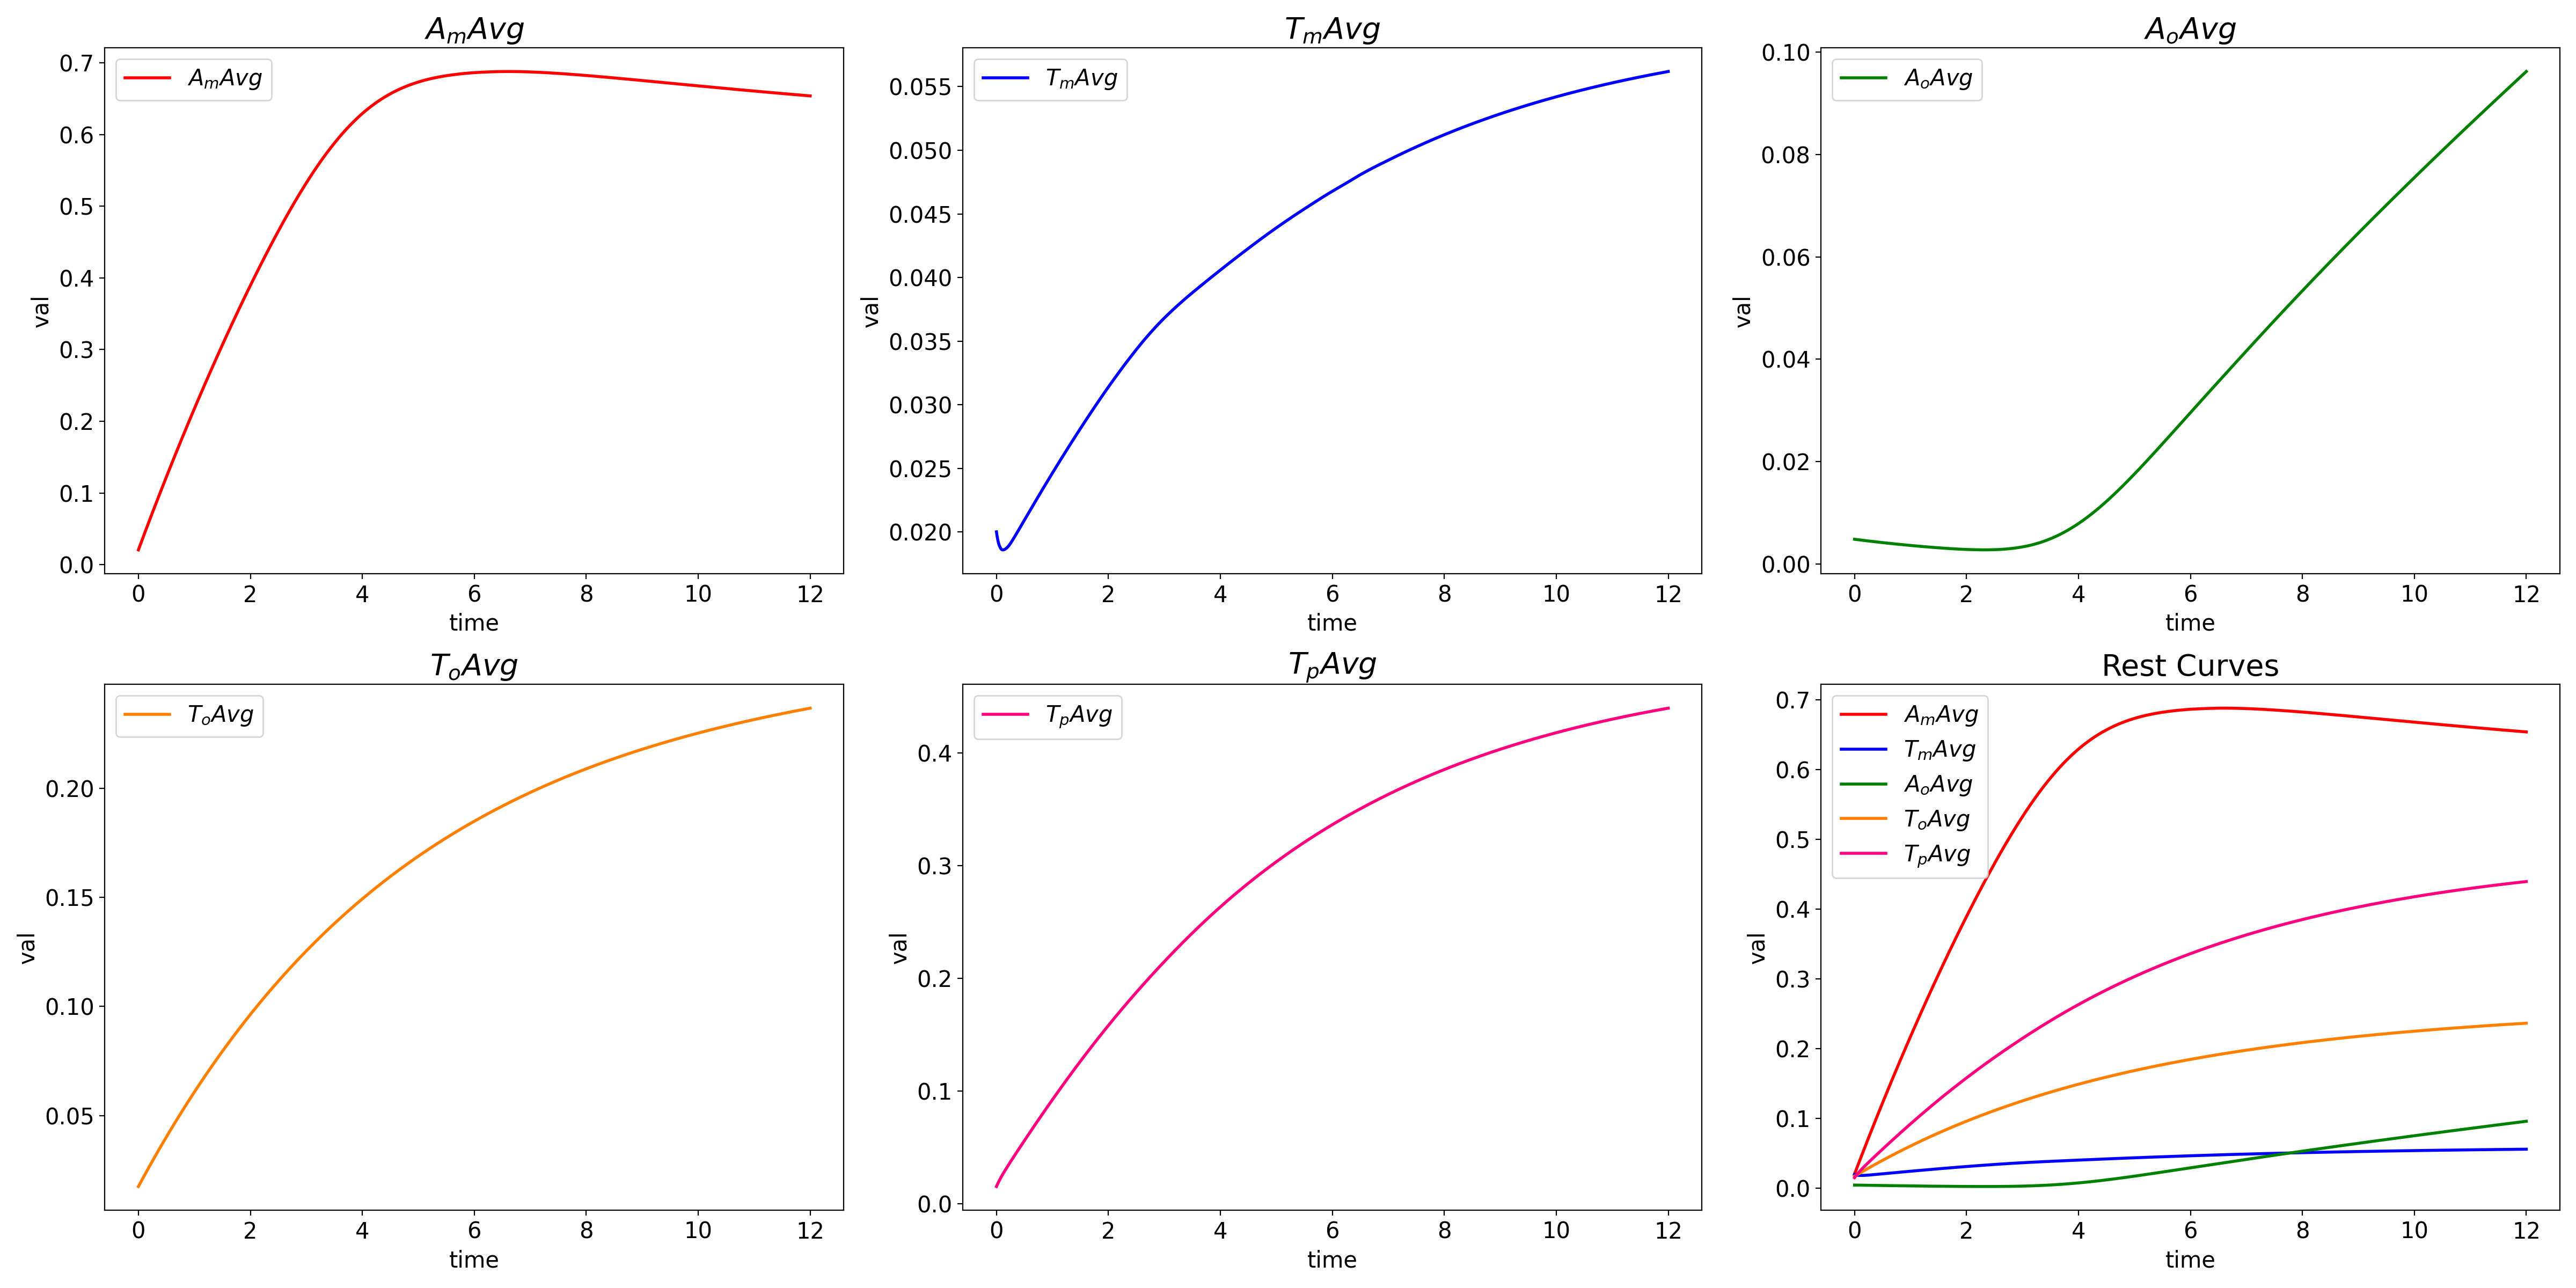 A_mAvg
A_mAvg
0.7
0.6
0.5
0.4
0.3
0.2
0.1
0.0
val
0 2 4 6 8 10 12
time
T_mAvg
T_mAvg
0.055
0.050
0.045
0.040
0.035
0.030
0.025
0.020
val
0 2 4 6 8 10 12
time
A_oAvg
A_oAvg
0.10
0.08
0.06
0.04
0.02
0.00
val
0 2 4 6 8 10 12
time
T_oAvg
T_oAvg
0.20
0.15
0.10
0.05
val
0 2 4 6 8 10 12
time
T_pAvg
T_pAvg
0.4
0.3
0.2
0.1
0.0
val
0 2 4 6 8 10 12
time
Rest Curves
A_mAvg
T_mAvg
A_oAvg
T_oAvg
T_pAvg
0.7
0.6
0.5
0.4
0.3
0.2
0.1
0.0
val
0 2 4 6 8 10 12
time